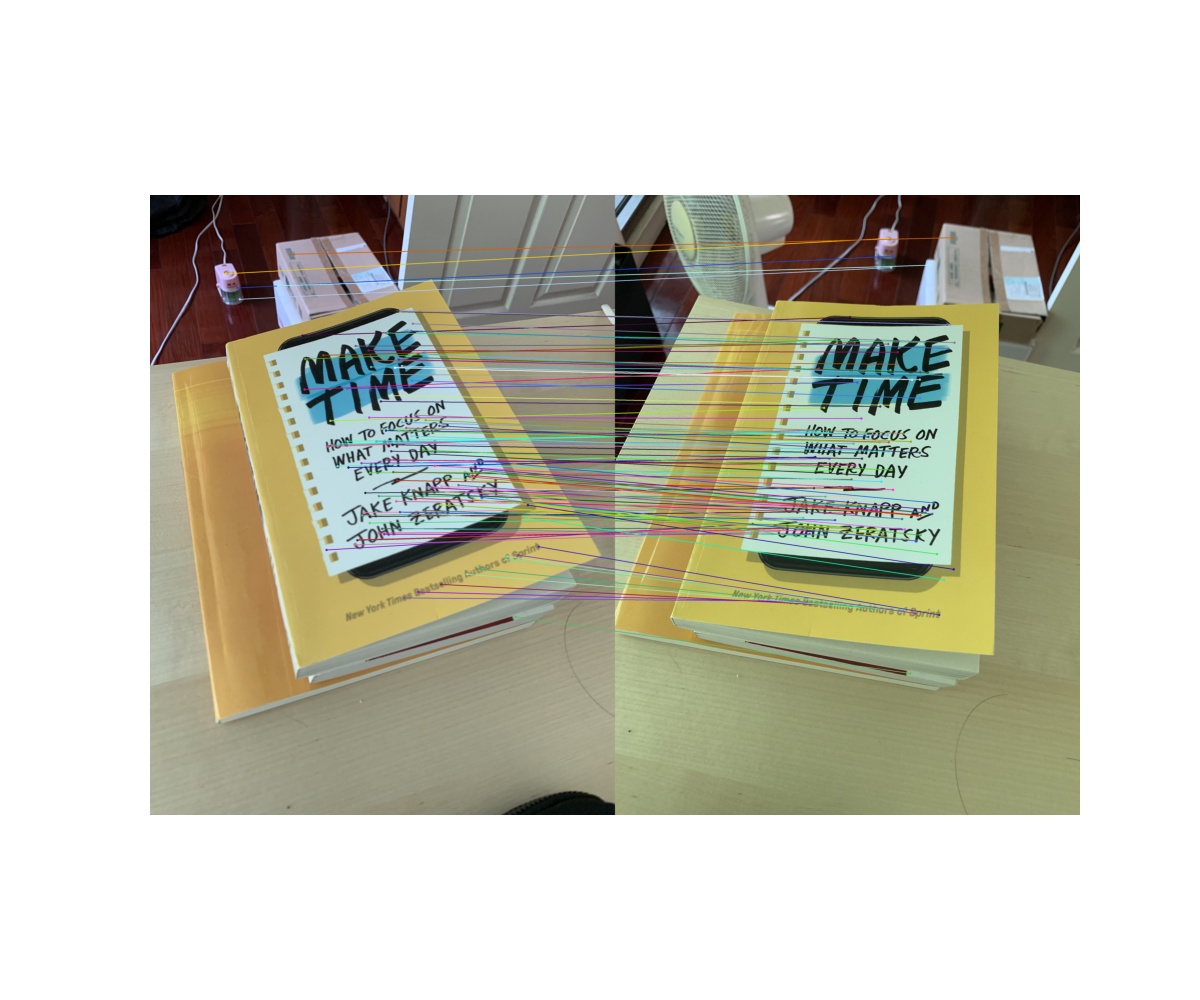 MAKE
TIME
HOW TO FOCUS ON
WHAT MATTERS
EVERY DAY
JAKE KNAPP AND
JOHN ZERATSKY
New York Times Bestselling Authors of Sprint
MAKE
TIME
HOW TO FOCUS ON
WHAT MATTERS
EVERY DAY
JAKE KNAPP AND
JOHN ZERATSKY
New York Times Bestselling Authors of Sprint